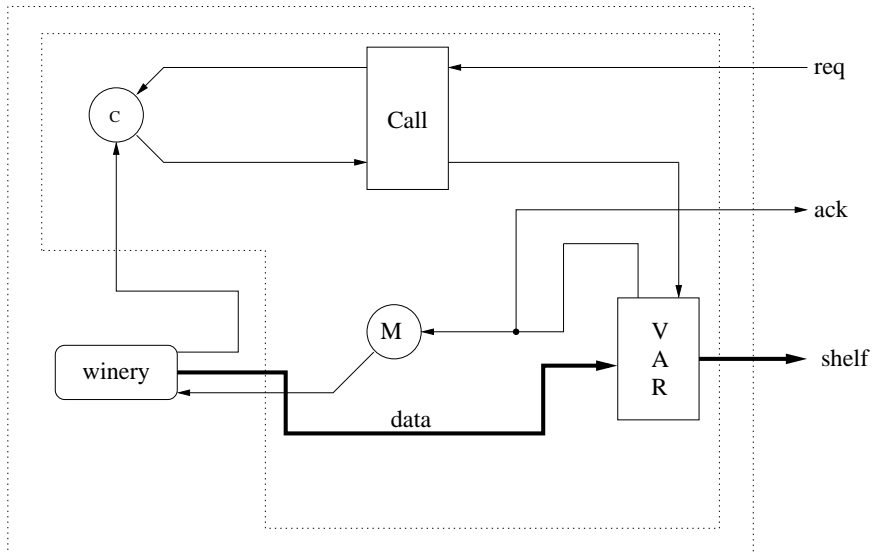 req
C
Call
ack
M
V
A
R
winery
shelf
data